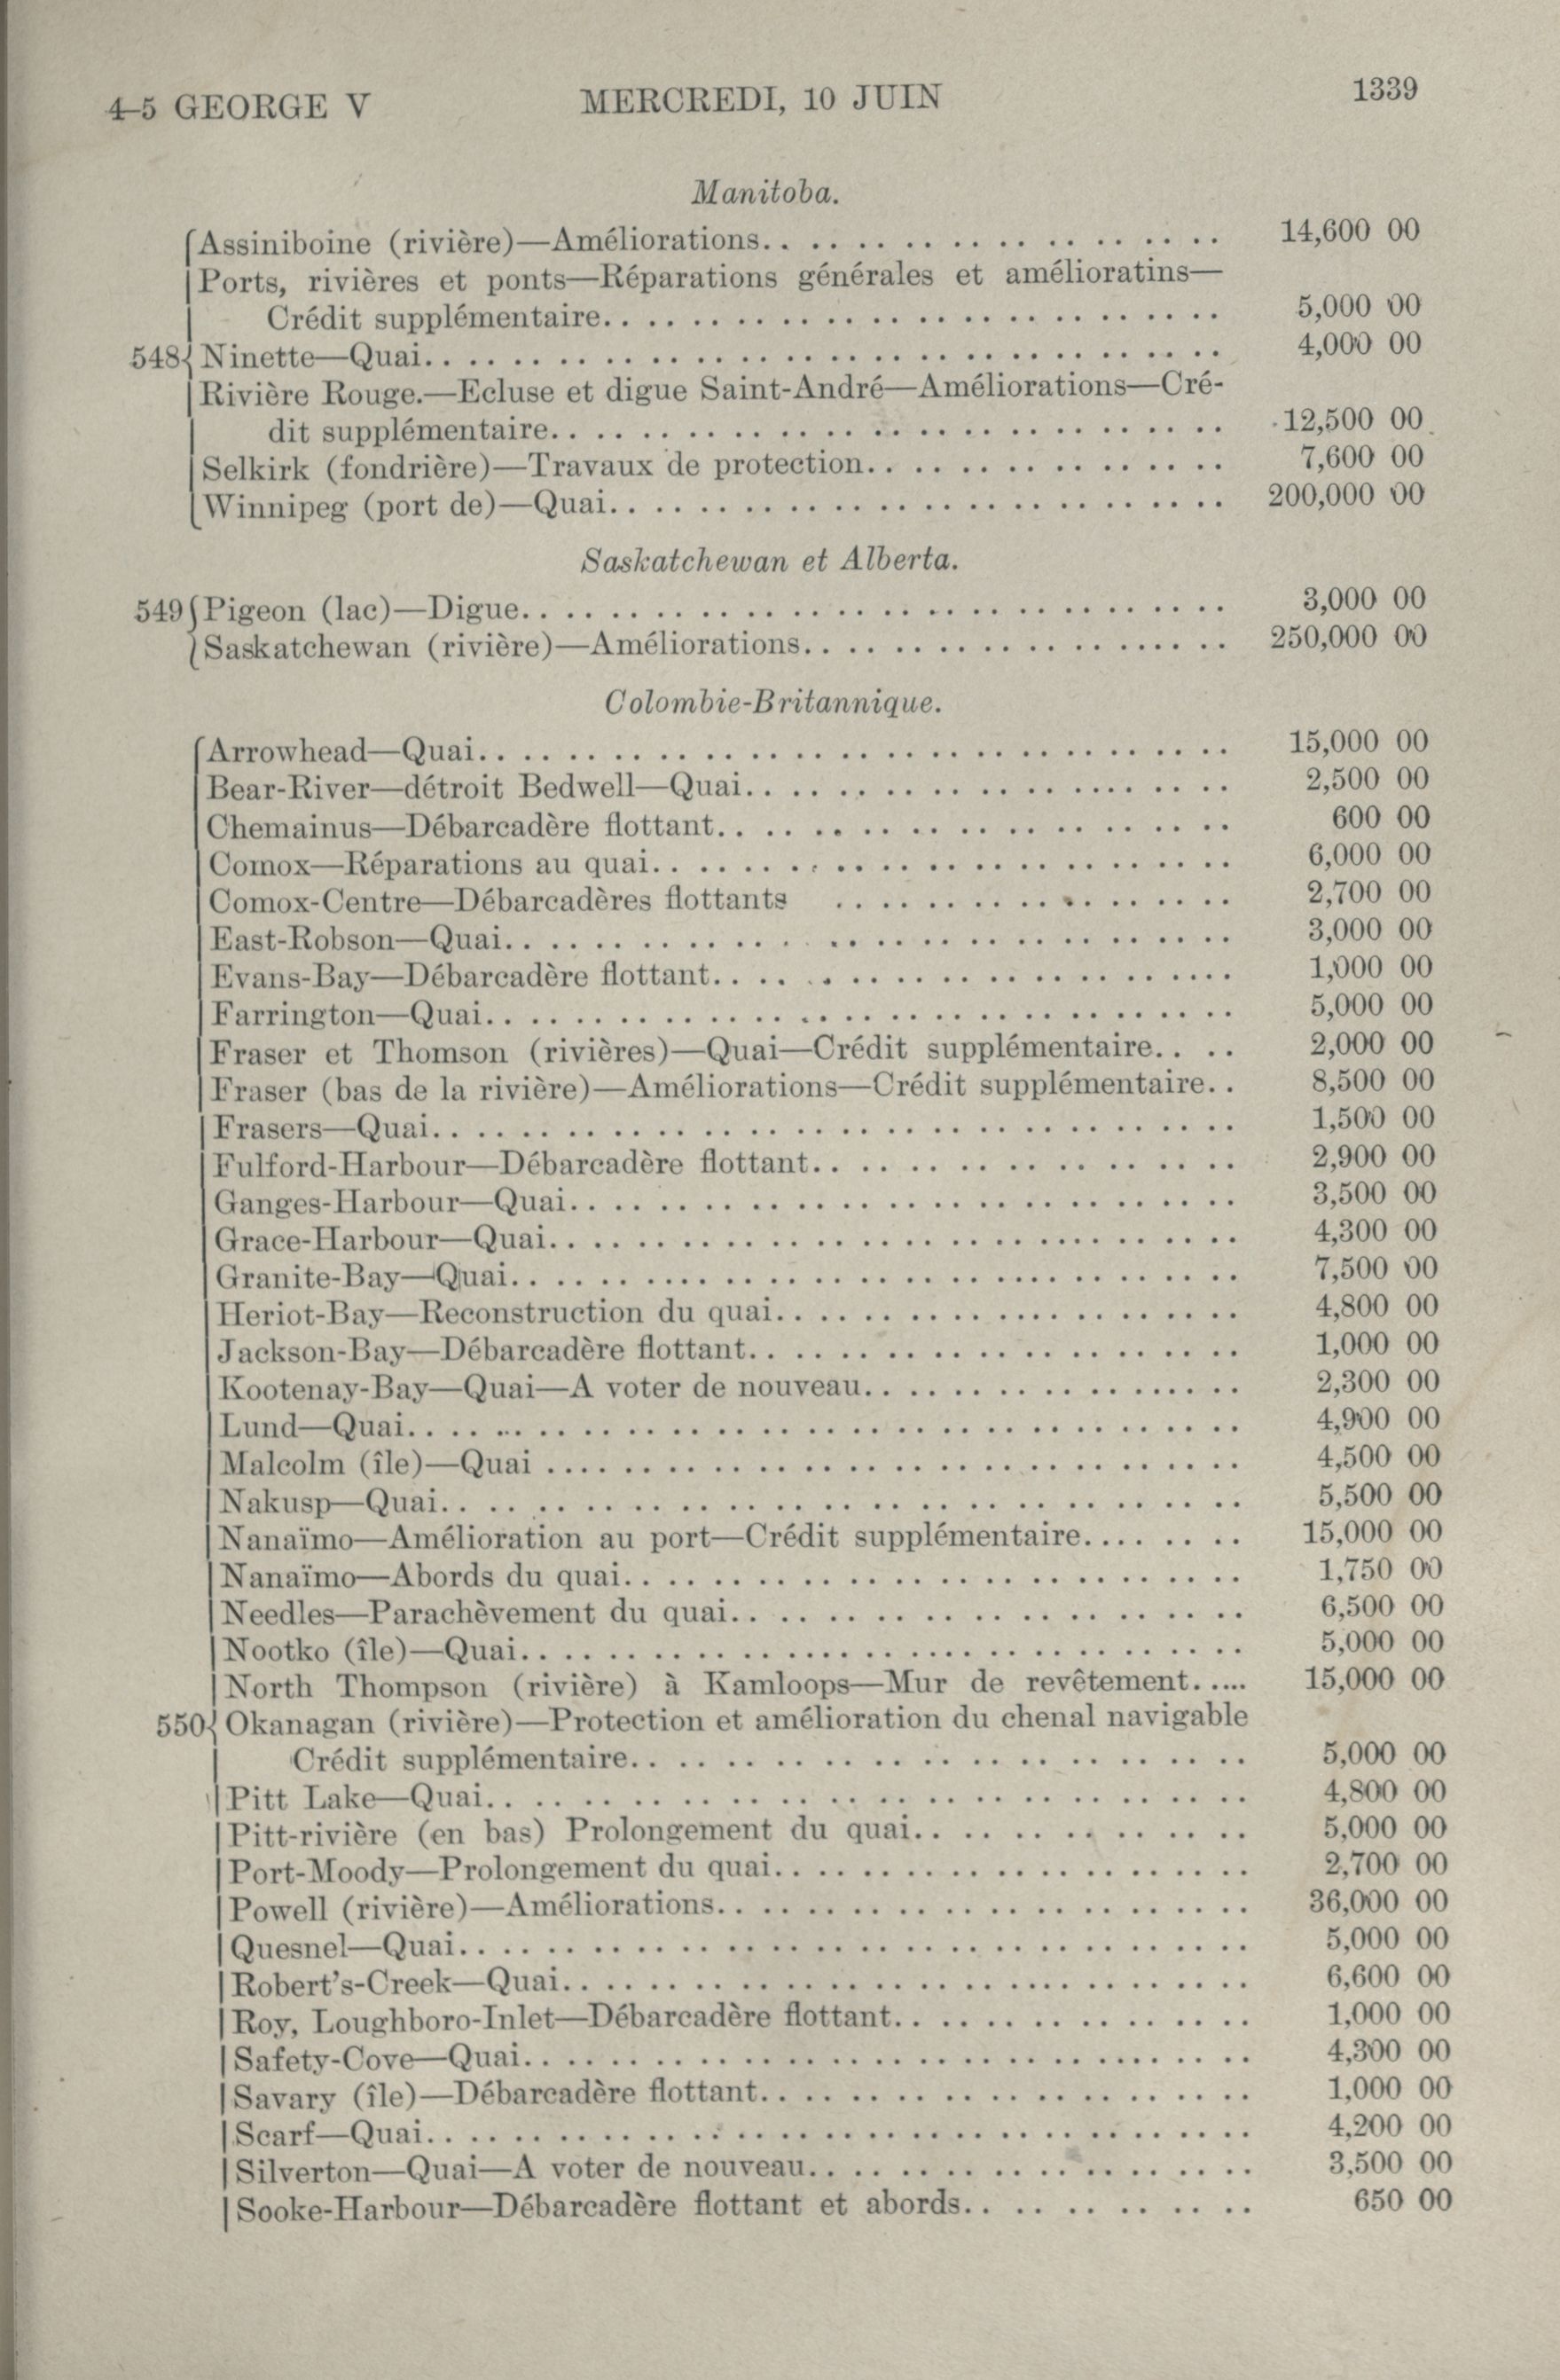 4-5 GEORGE V MERCREDI, 10 JUIN 1339
Manitoba.
Assiniboine (rivière)—Améliorations.. 14,600 00
Ports, rivières et ponts—Réparations générales et amélioratins—
Crédit supplémentaire.. 5,000 00
548 Ninette—Quai.. 4,000 00
Rivière Rouge.—Ecluse et digue Saint-André—Améliorations—Cré-
dit supplémentaire.. 12,500 00
Selkirk (fondrière)—Travaux de protection.. 7,600 00
Winnipeg (port de)—Quai.. 200,000 00
Saskatchewan et Alberta.
549 Pigeon (lac)—Digue.. 3,000 00
Saskatchewan (rivière)—Améliorations.. 250,000 00
Colombie-Britannique.
Arrowhead—Quai.. 15,000 00
Bear-River—détroit Bedwell—Quai.. 2,500 00
Chemainus—Débarcadère flottant.. 600 00
Comox—Réparations au quai.. 6,000 00
Comox-Centre—Débarcadères flottants .. 2,700 00
East-Robson—Quai.. 3,000 00
Evans-Bay—Débarcadère flottant.. 1,000 00
Farrington—Quai.. 5,000 00
Fraser et Thomson (rivières)—Quai—Crédit supplémentaire.. .. 2,000 00
Fraser (bas de la rivière)—Améliorations—Crédit supplémentaire.. 8,500 00
Frasers—Quai.. 1,500 00
Fulford-Harbour—Débarcadère flottant.. 2,900 00
Ganges-Harbour—Quai.. 3,500 00
Grace-Harbour—Quai.. 4,300 00
Granite-Bay—Quai.. 7,500 00
Heriot-Bay—Reconstruction du quai.. 4,800 00
Jackson-Bay—Débarcadère flottant.. 1,000 00
Kootenay-Bay—Quai—A voter de nouveau.. 2,300 00
Lund—Quai.. 4,900 00
Malcolm (île)—Quai .. 4,500 00
Nakusp—Quai.. 5,500 00
Nanaïmo—Amélioration au port—Crédit supplémentaire.. 15,000 00
Nanaïmo—Abords du quai.. 1,750 00
Needles—Parachèvement du quai.. 6,500 00
Nootko (île)—Quai.. 5,000 00
North Thompson (rivière) à Kamloops—Mur de revêtement.. 15,000 00
550 Okanagan (rivière)—Protection et amélioration du chenal navigable
Crédit supplémentaire.. 5,000 00
Pitt Lake—Quai.. 4,800 00
Pitt-rivière (en bas) Prolongement du quai.. 5,000 00
Port-Moody—Prolongement du quai.. 2,700 00
Powell (rivière)—Améliorations.. 36,000 00
Quesnel—Quai.. 5,000 00
Robert's-Creek—Quai.. 6,600 00
Roy, Loughboro-Inlet—Débarcadère flottant.. 1,000 00
Safety-Cove—Quai.. 4,300 00
Savary (île)—Débarcadère flottant.. 1,000 00
Scarf—Quai.. 4,200 00
Silverton—Quai—A voter de nouveau.. 3,500 00
Sooke-Harbour—Débarcadère flottant et abords.. 650 00